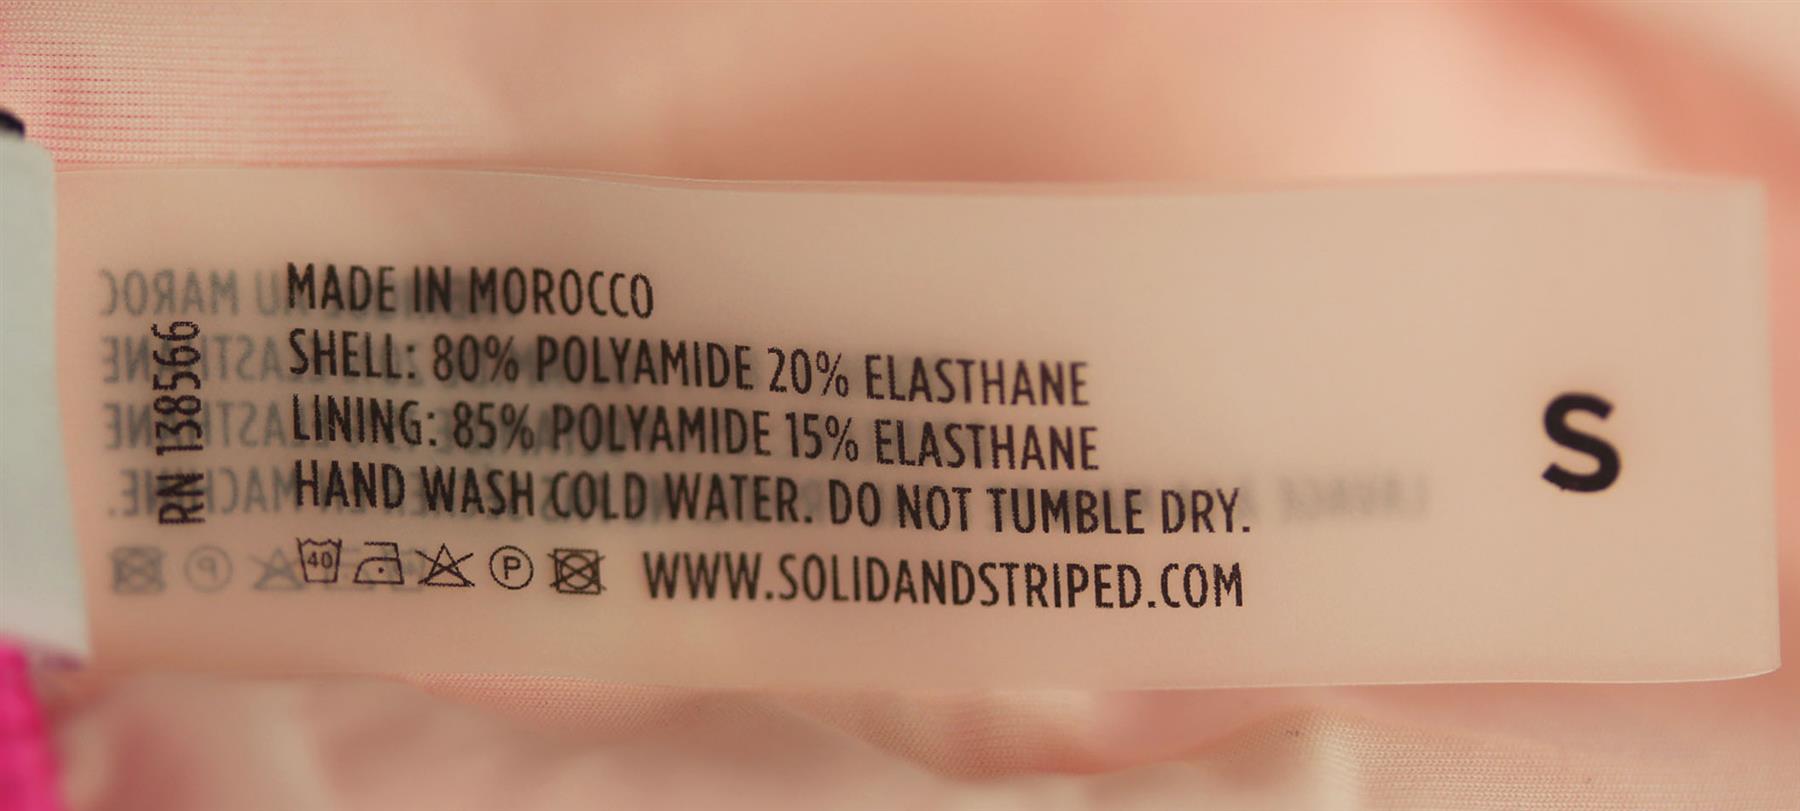 MADE IN MOROCCO
SHELL: 80% POLYAMIDE 20% ELASTHANE
LINING: 85% POLYAMIDE 15% ELASTHANE
HAND WASH COLD WATER. DO NOT TUMBLE DRY.
40 P WWW.SOLIDANDSTRIPED.COM
RN 138566
S